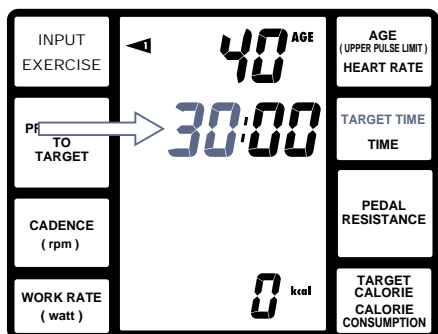 INPUT
EXERCISE
1
40 AGE
AGE
( UPPER PULSE LIMIT )
HEART RATE
TO
TARGET
30:00
TARGET TIME
TIME
CADENCE
( rpm )
PEDAL
RESISTANCE
WORK RATE
( watt )
0 kcal
TARGET
CALORIE
CALORIE
CONSUMPTION